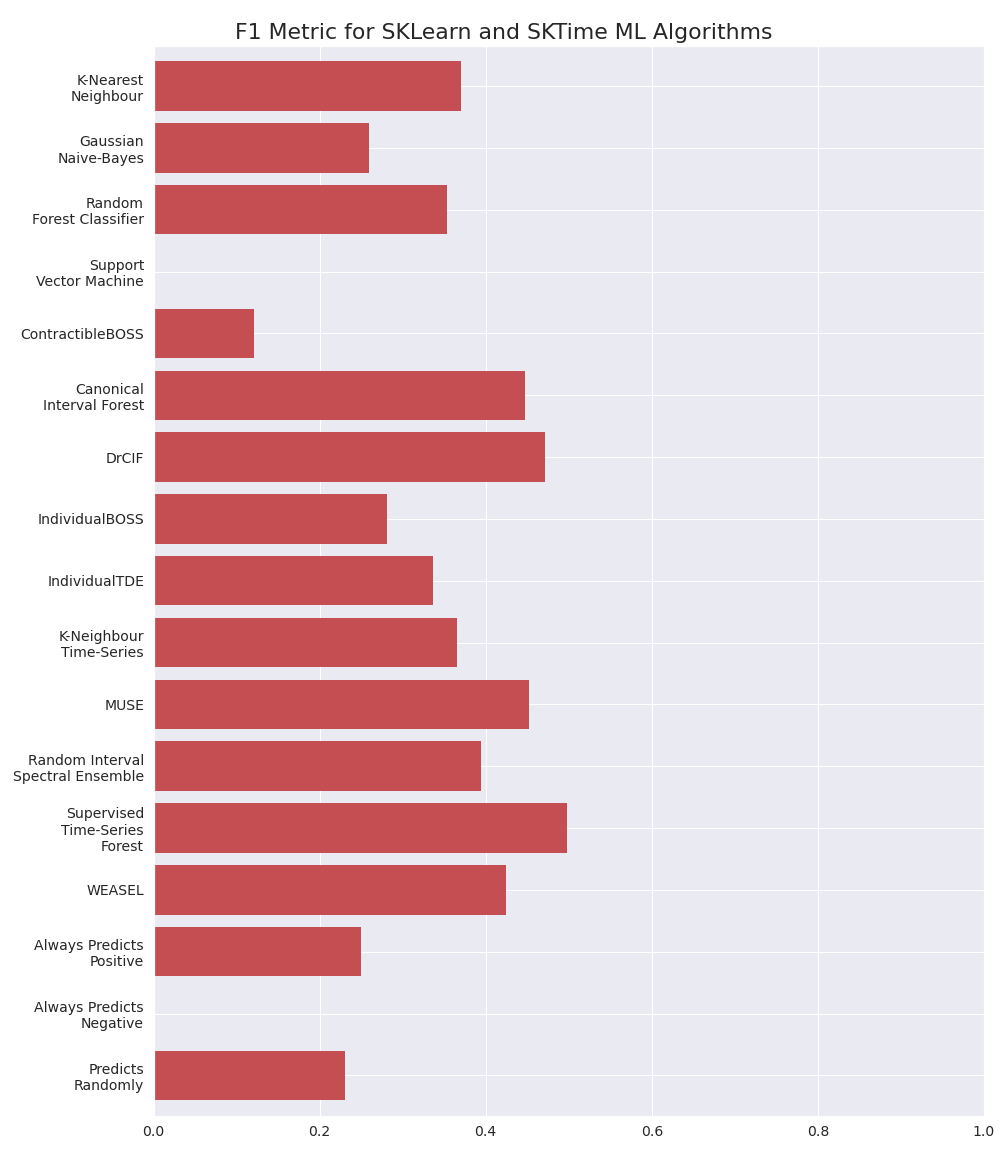 F1 Metric for SKLearn and SKTime ML Algorithms
K-Nearest
Neighbour
Gaussian
Naive-Bayes
Random
Forest Classifier
Support
Vector Machine
ContractibleBOSS
Canonical
Interval Forest
DrCIF
IndividualBOSS
IndividualTDE
K-Neighbour
Time-Series
MUSE
Random Interval
Spectral Ensemble
Supervised
Time-Series
Forest
WEASEL
Always Predicts
Positive
Always Predicts
Negative
Predicts
Randomly
0.0 0.2 0.4 0.6 0.8 1.0